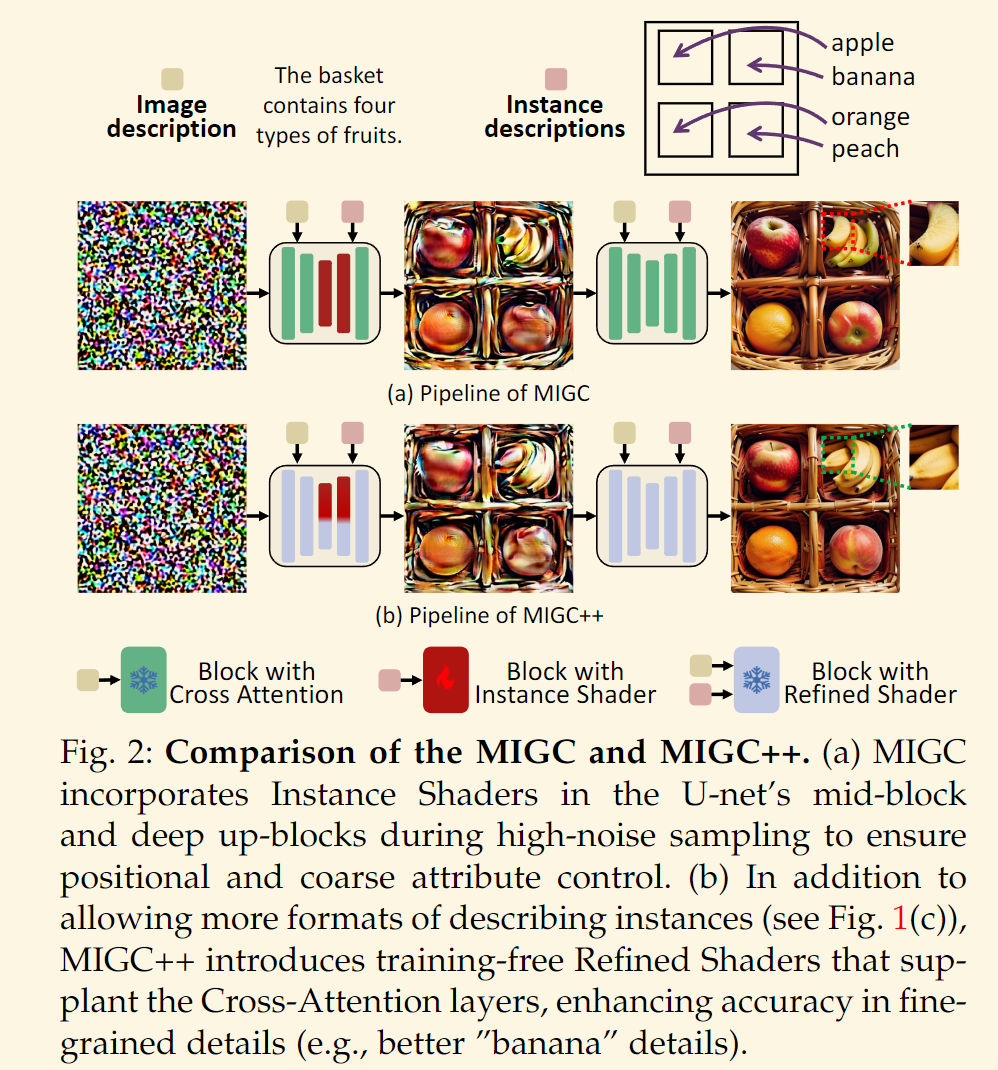 apple
banana
orange
peach
Image
description
The basket
contains four
types of fruits.
Instance
descriptions
(a) Pipeline of MIGC
(b) Pipeline of MIGC++
Block with
Cross Attention
Block with
Instance Shader
Block with
Refined Shader
Fig. 2: Comparison of the MIGC and MIGC++. (a) MIGC
incorporates Instance Shaders in the U-net’s mid-block
and deep up-blocks during high-noise sampling to ensure
positional and coarse attribute control. (b) In addition to
allowing more formats of describing instances (see Fig. 1(c)),
MIGC++ introduces training-free Refined Shaders that sup-
plant the Cross-Attention layers, enhancing accuracy in fine-
grained details (e.g., better ”banana” details).